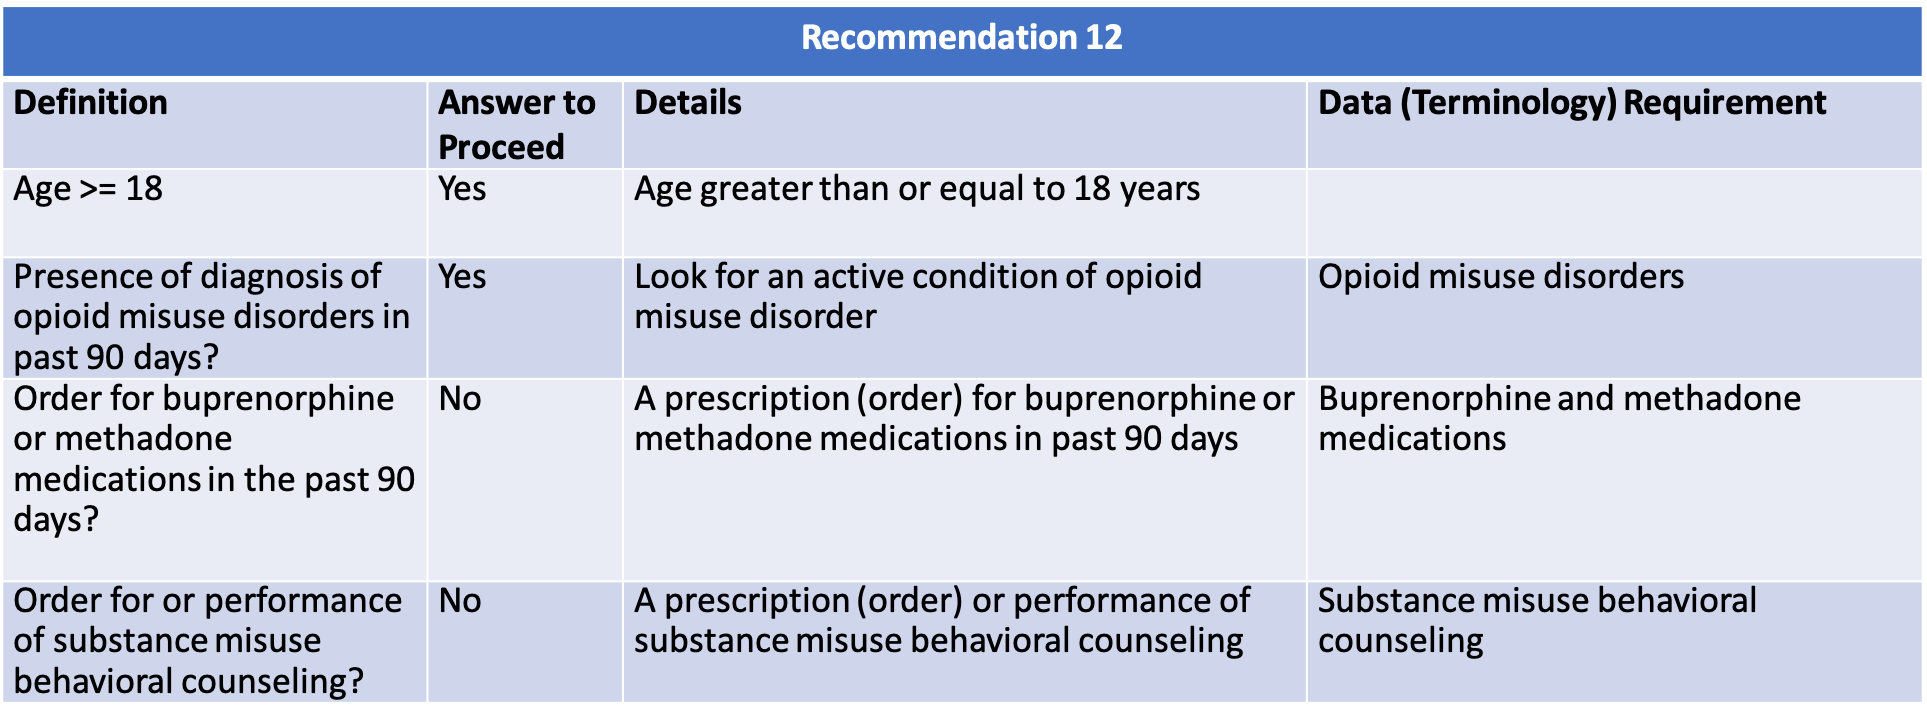 Recommendation 12
Definition
Answer to
Proceed
Details
Data (Terminology) Requirement
Age >= 18
Yes
Age greater than or equal to 18 years
Presence of diagnosis of
opioid misuse disorders in
past 90 days?
Yes
Look for an active condition of opioid
misuse disorder
Opioid misuse disorders
Order for buprenorphine
or methadone
medications in the past 90
days?
No
A prescription (order) for buprenorphine or
methadone medications in past 90 days
Buprenorphine and methadone
medications
Order for or performance
of substance misuse
behavioral counseling?
No
A prescription (order) or performance of
substance misuse behavioral counseling
Substance misuse behavioral
counseling